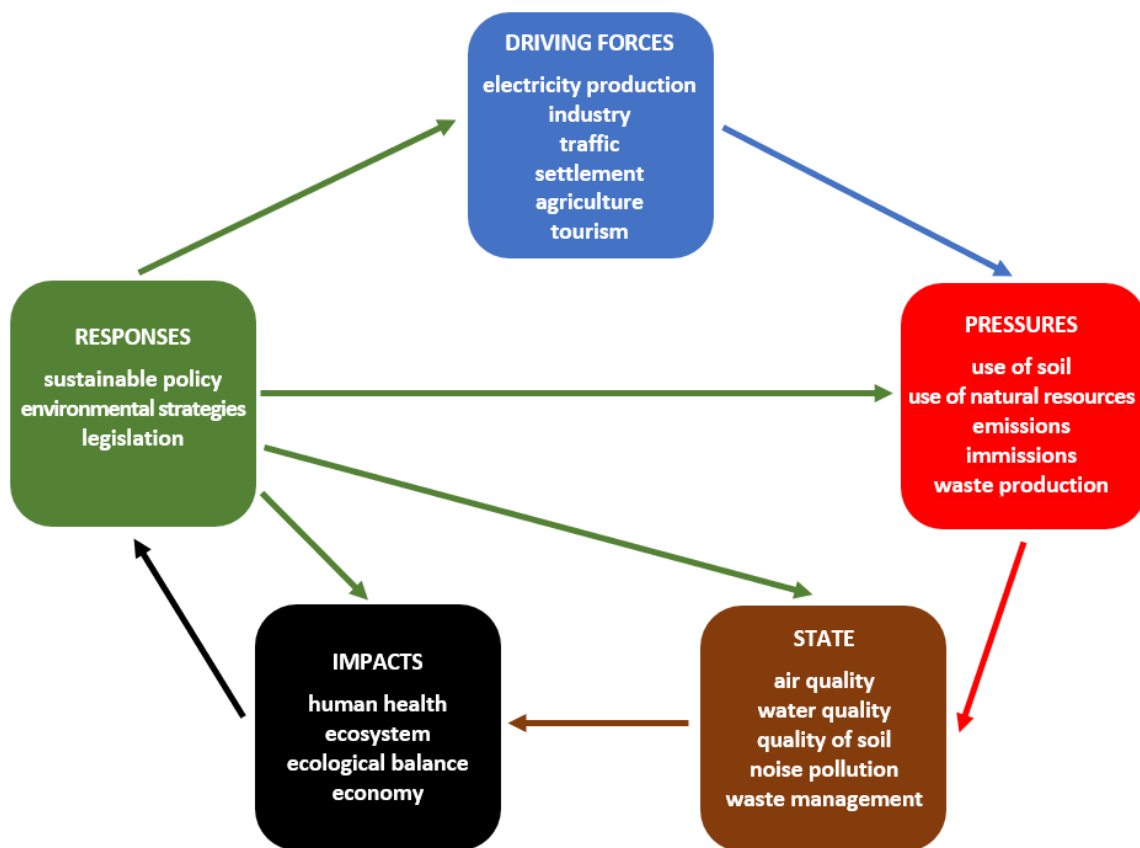 DRIVING FORCES
electricity production
industry
traffic
settlement
agriculture
tourism
RESPONSES
sustainable policy
environmental strategies
legislation
PRESSURES
use of soil
use of natural resources
emissions
immissions
waste production
IMPACTS
human health
ecosystem
ecological balance
economy
STATE
air quality
water quality
quality of soil
noise pollution
waste management